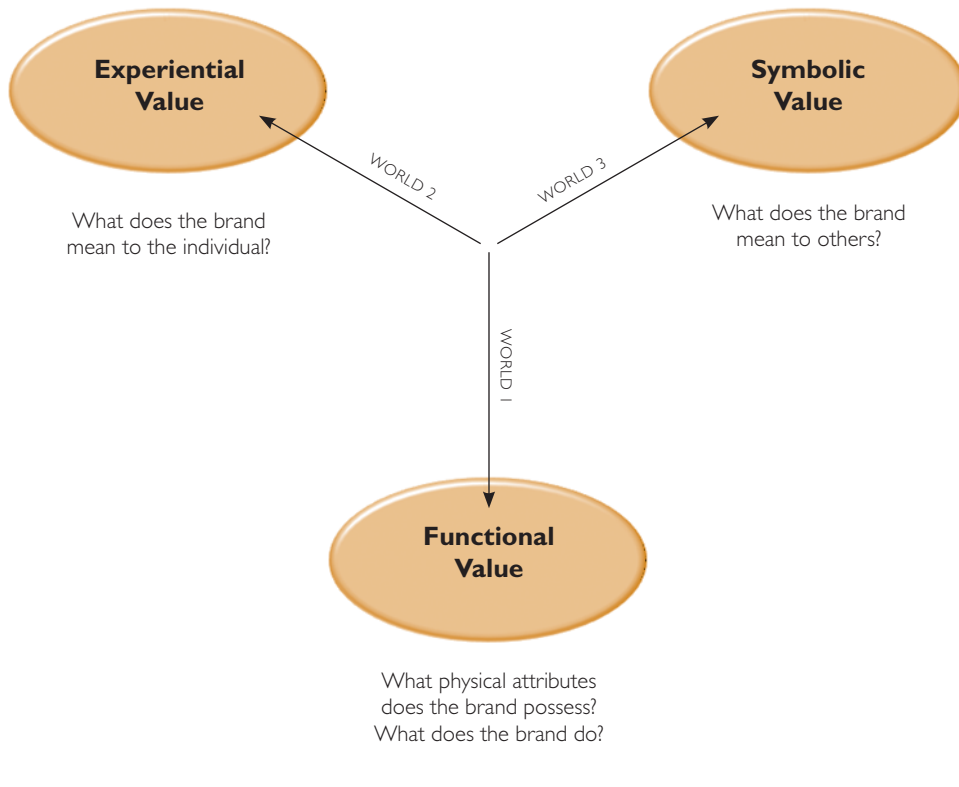 Experiential
Value
Symbolic
Value
WORLD 2
WORLD 3
What does the brand
mean to the individual?
What does the brand
mean to others?
WORLD 1
Functional
Value
What physical attributes
does the brand possess?
What does the brand do?